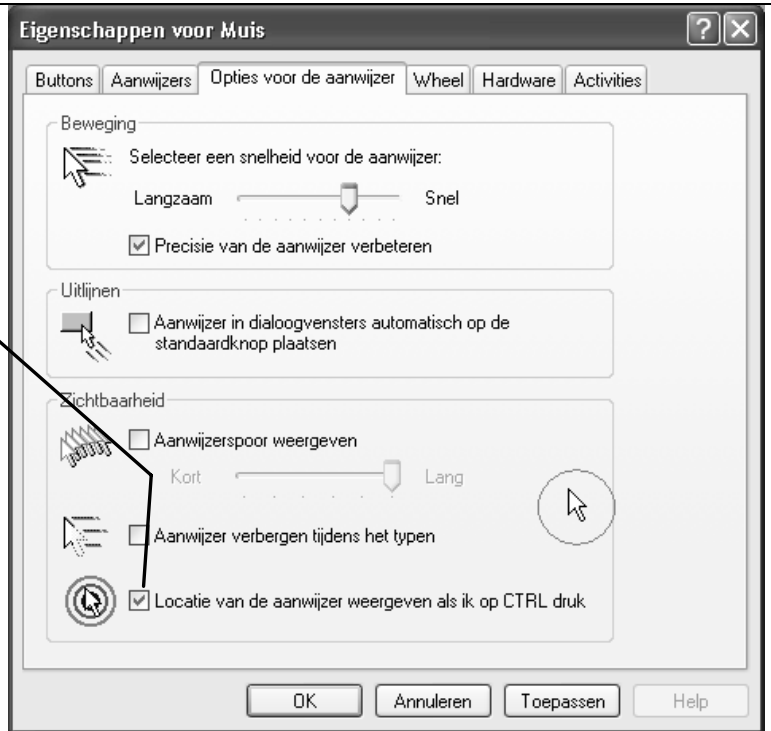 Eigenschappen voor Muis
Buttons Aanwijzers Opties voor de aanwijzer Wheel Hardware Activities
Beweging
Selecteer een snelheid voor de aanwijzer:
Langzaam Snel
Precisie van de aanwijzer verbeteren
Uitlijnen
Aanwijzer in dialoogvensters automatisch op de
standaardknop plaatsen
Zichtbaarheid
Aanwijzerspoor weergeven
Kort Lang
Aanwijzer verbergen tijdens het typen
Locatie van de aanwijzer weergeven als ik op CTRL druk
OK Annuleren Toepassen Help